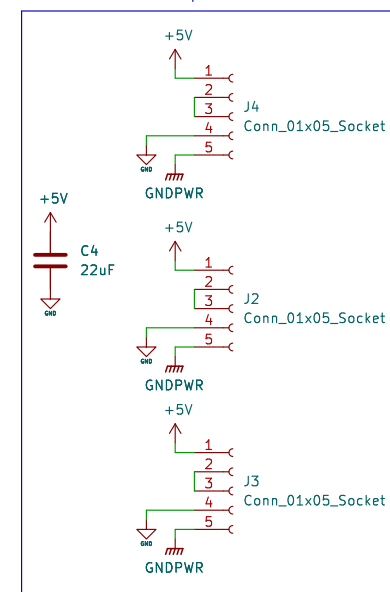 +5V
1
2
3
4
5
J4
Conn_01x05_Socket
GND
GNDPWR
+5V
C4
22uF
GND
+5V
1
2
3
4
5
J2
Conn_01x05_Socket
GND
GNDPWR
+5V
1
2
3
4
5
J3
Conn_01x05_Socket
GND
GNDPWR